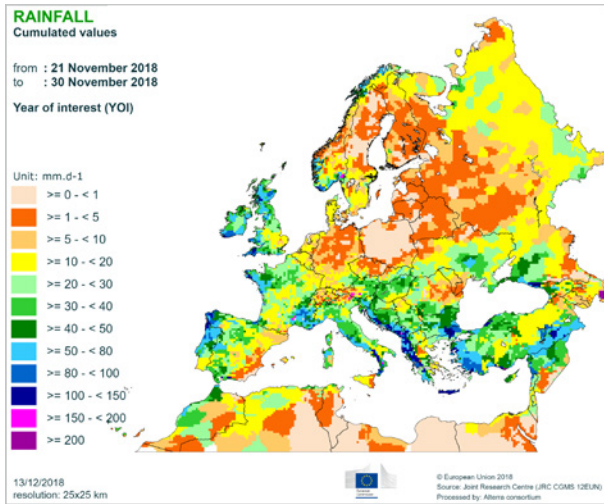 RAINFALL
Cumulated values
from : 21 November 2018
to : 30 November 2018
Year of interest (YOI)
Unit: mm.d-1
>= 0 - < 1
>= 1 - < 5
>= 5 - < 10
>= 10 - < 20
>= 20 - < 30
>= 30 - < 40
>= 40 - < 50
>= 50 - < 80
>= 80 - < 100
>= 100 - < 150
>= 150 - < 200
>= 200
13/12/2018
resolution: 25x25 km
© European Union 2018
Source: Joint Research Centre (JRC CGMS 12EUN)
Processed by: Alterra consortium